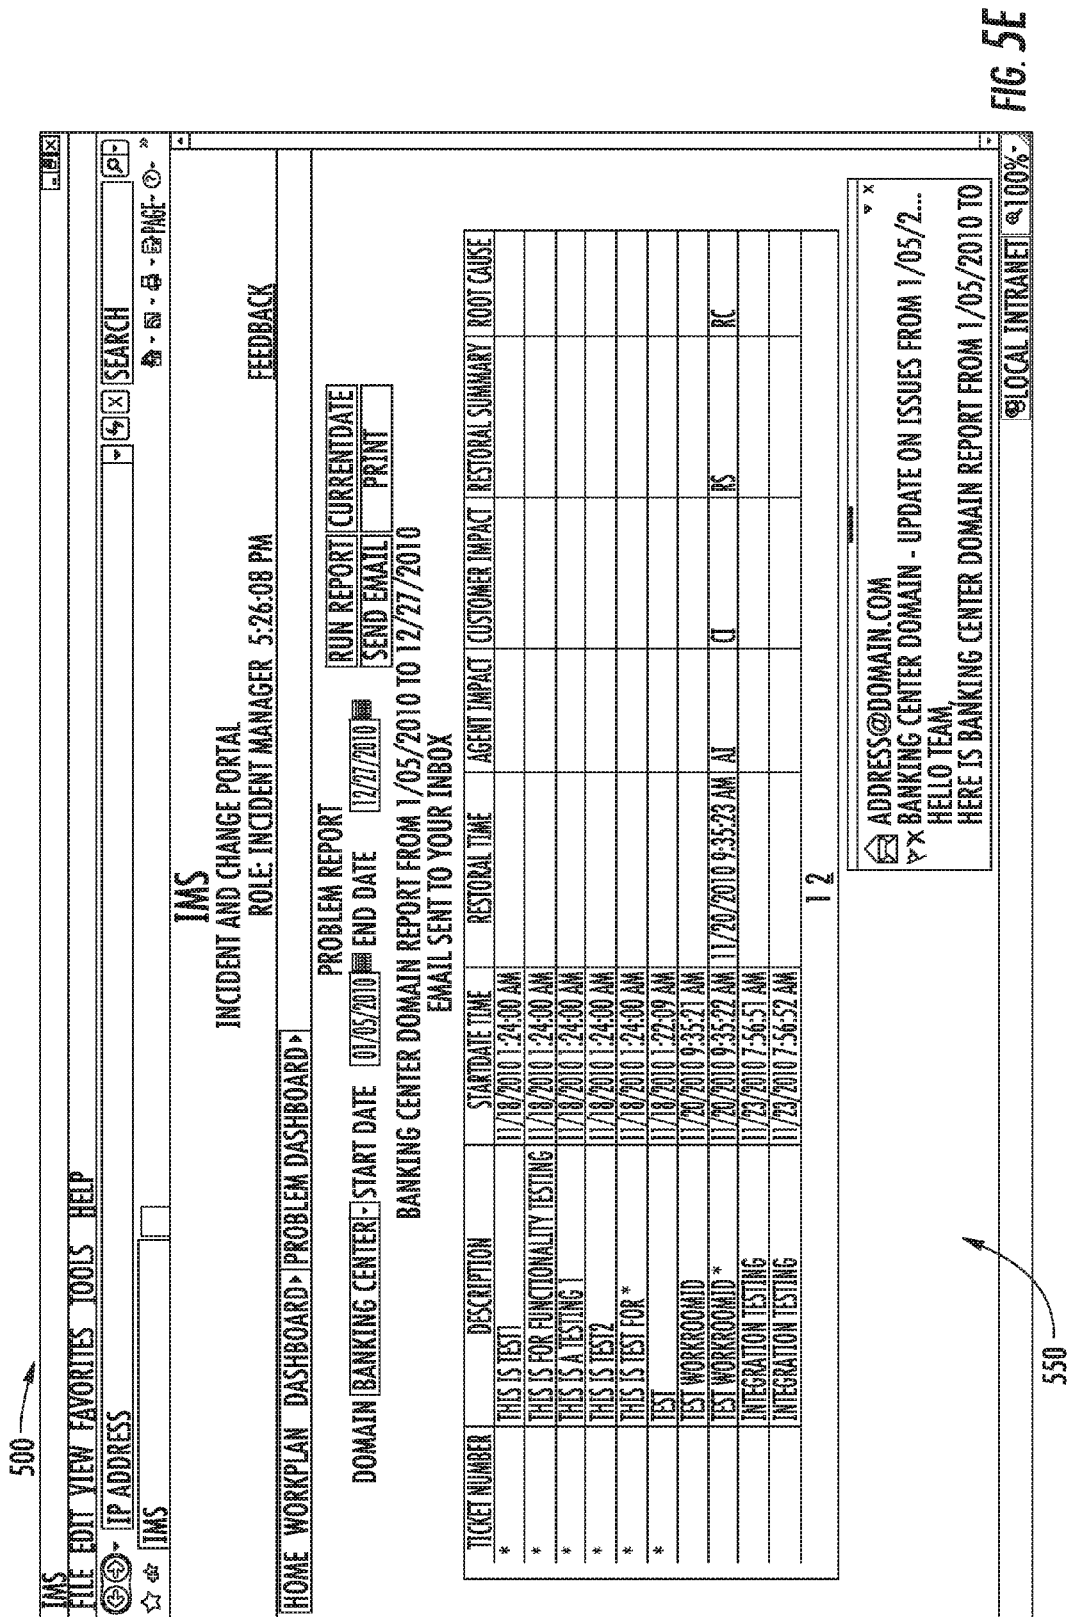 500
IMS
FILE EDIT VIEW FAVORITES TOOLS HELP
IP ADDRESS SEARCH
IMS PAGE
IMS
INCIDENT AND CHANGE PORTAL
ROLE: INCIDENT MANAGER 5:26:08 PM FEEDBACK
HOME WORKPLAN DASHBOARD PROBLEM DASHBOARD
PROBLEM REPORT
DOMAIN BANKING CENTER START DATE 01/05/2010 END DATE 12/27/2010 RUN REPORT CURRENTDATE
SEND EMAIL PRINT
BANKING CENTER DOMAIN REPORT FROM 1/05/2010 TO 12/27/2010
EMAIL SENT TO YOUR INBOX
TICKET NUMBER DESCRIPTION STARTDATE TIME RESTORAL TIME AGENT IMPACT CUSTOMER IMPACT RESTORAL SUMMARY ROOT CAUSE
* THIS IS TEST1 11/18/2010 1:24:00 AM
* THIS IS FOR FUNCTIONALITY TESTING 11/18/2010 1:24:00 AM
* THIS IS A TESTING 1 11/18/2010 1:24:00 AM
* THIS IS TEST2 11/18/2010 1:24:00 AM
* THIS IS TEST FOR * 11/18/2010 1:24:00 AM
* TEST 11/18/2010 1:22:09 AM
TEST WORKROOMID 11/20/2010 9:35:21 AM
TEST WORKROOMID * 11/20/2010 9:35:22 AM 11/20/2010 9:35:23 AM AI CI RS RC
INTEGRATION TESTING 11/23/2010 7:56:51 AM
INTEGRATION TESTING 11/23/2010 7:56:52 AM
1 2
ADDRESS@DOMAIN.COM
BANKING CENTER DOMAIN - UPDATE ON ISSUES FROM 1/05/2...
HELLO TEAM,
HERE IS BANKING CENTER DOMAIN REPORT FROM 1/05/2010 TO
LOCAL INTRANET 100%
550
FIG. 5E